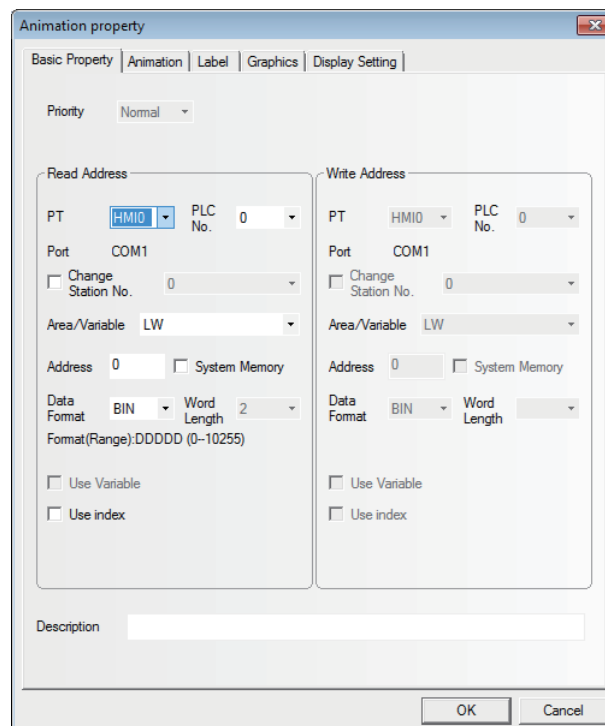 Animation property
Basic Property Animation Label Graphics Display Setting
Priority Normal
Read Address
PT HMI0 PLC No. 0
Port COM1
Change Station No. 0
Area/Variable LW
Address 0 System Memory
Data Format BIN Word Length 2
Format(Range):DDDDD (0--10255)
Use Variable
Use index
Write Address
PT HMI0 PLC No. 0
Port COM1
Change Station No. 0
Area/Variable LW
Address 0 System Memory
Data Format BIN Word Length
Use Variable
Use index
Description
OK Cancel